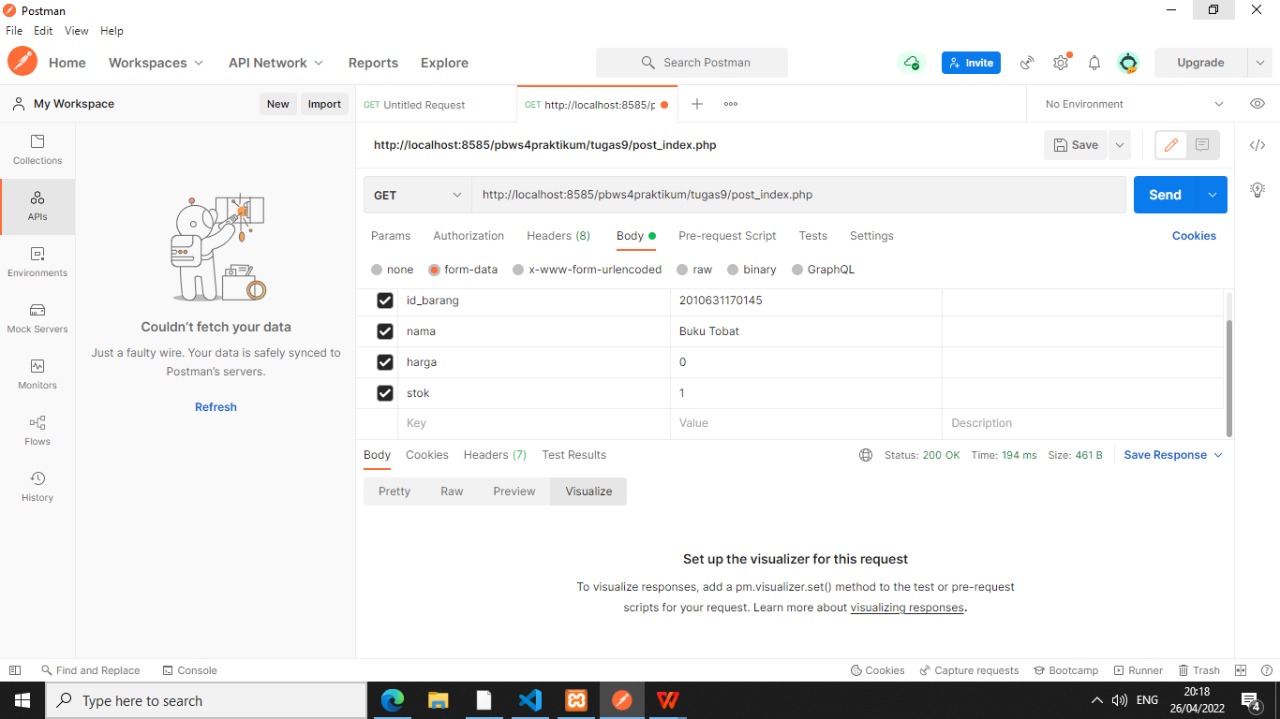 Postman
File Edit View Help
Home Workspaces API Network Reports Explore Search Postman Invite Upgrade
My Workspace New Import GET Untitled Request GET http://localhost:8585/p No Environment
http://localhost:8585/pbws4praktikum/tugas9/post_index.php Save
GET http://localhost:8585/pbws4praktikum/tugas9/post_index.php Send
Params Authorization Headers (8) Body Pre-request Script Tests Settings Cookies
none form-data x-www-form-urlencoded raw binary GraphQL
id_barang 2010631170145
nama Buku Tobat
harga 0
stok 1
Key Value Description
Body Cookies Headers (7) Test Results Status: 200 OK Time: 194 ms Size: 461 B Save Response
Pretty Raw Preview Visualize
Set up the visualizer for this request
To visualize responses, add a pm.visualizer.set() method to the test or pre-request
scripts for your request. Learn more about visualizing responses.
Collections
APIs
Environments
Mock Servers
Monitors
Flows
History
Couldn’t fetch your data
Just a faulty wire. Your data is safely synced to
Postman’s servers.
Refresh
Find and Replace Console Cookies Capture requests Bootcamp Runner Trash
Type here to search ENG 20:18
26/04/2022 4